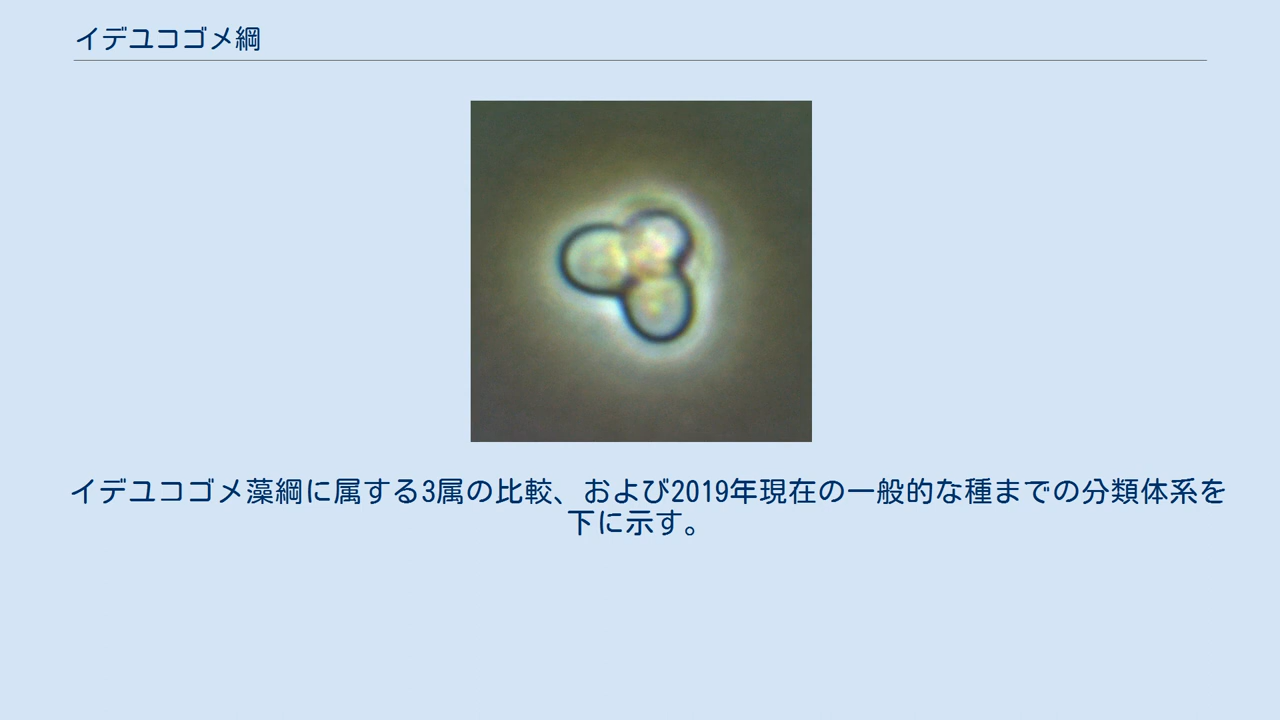 イデユコゴメ綱
イデユコゴメ藻綱に属する3属の比較、および2019年現在の一般的な種までの分類体系を
下に示す。